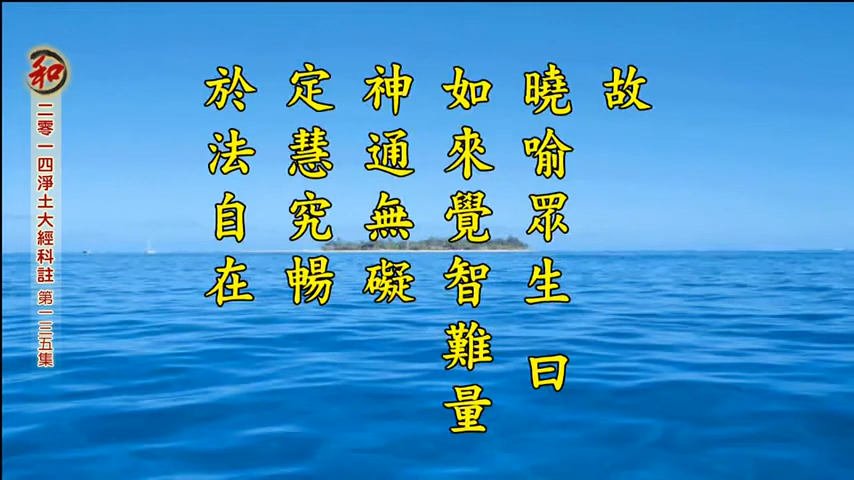 故
曉喻眾生 曰
如來覺智難量
神通無礙
定慧究暢
於法自在
和
二零一四淨土大經科註 第一三五集